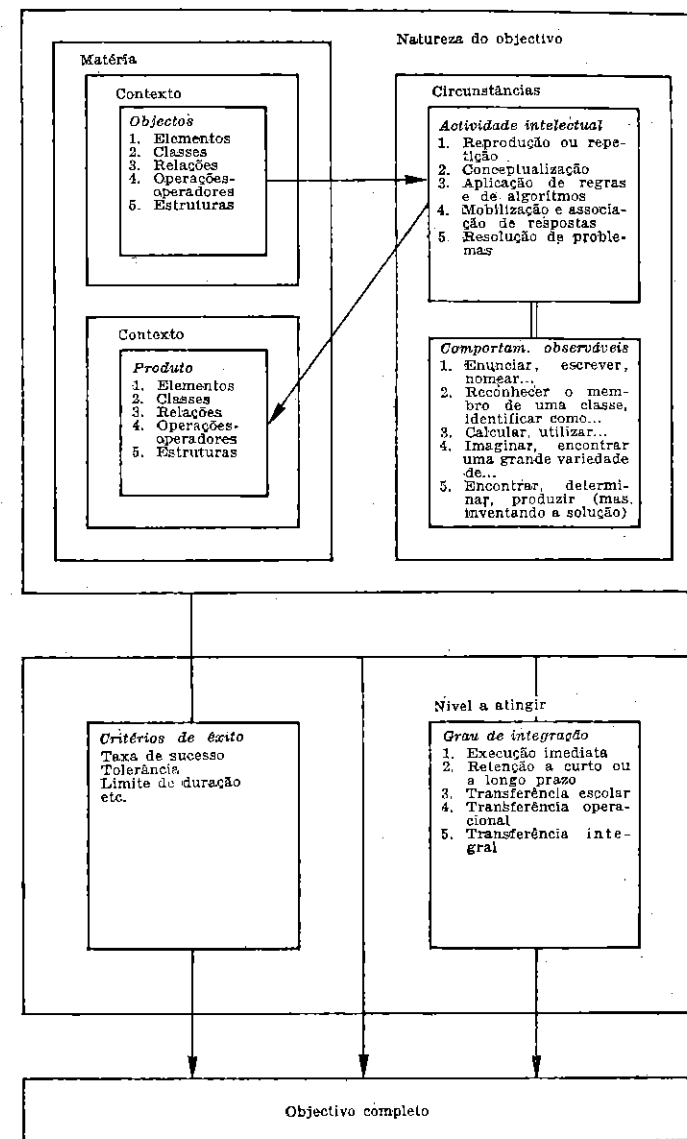 Natureza do objectivo
Matéria
Contexto
Objectos
1. Elementos
2. Classes
3. Relações
4. Operações-
operadores
5. Estruturas
Circunstâncias
Actividade intelectual
1. Reprodução ou repe-
tição
2. Conceptualização
3. Aplicação de regras
e de algoritmos
4. Mobilização e associa-
ção de respostas
5. Resolução de proble-
mas
Contexto
Produto
1. Elementos
2. Classes
3. Relações
4. Operações-
operadores
5. Estruturas
Comportam. observáveis
1. Enunciar, escrever,
nomear...
2. Reconhecer o mem-
bro de uma classe,
identificar como...
3. Calcular, utilizar...
4. Imaginar, encontrar
uma grande variedade
de...
5. Encontrar, determi-
nar, produzir (mas
inventando a solução)
Critérios de êxito
Taxa de sucesso
Tolerância
Limite de duração
etc.
Nível a atingir
Grau de integração
1. Execução imediata
2. Retenção a curto ou
a longo prazo
3. Transferência escolar
4. Transferência opera-
cional
5. Transferência inte-
gral
Objectivo completo